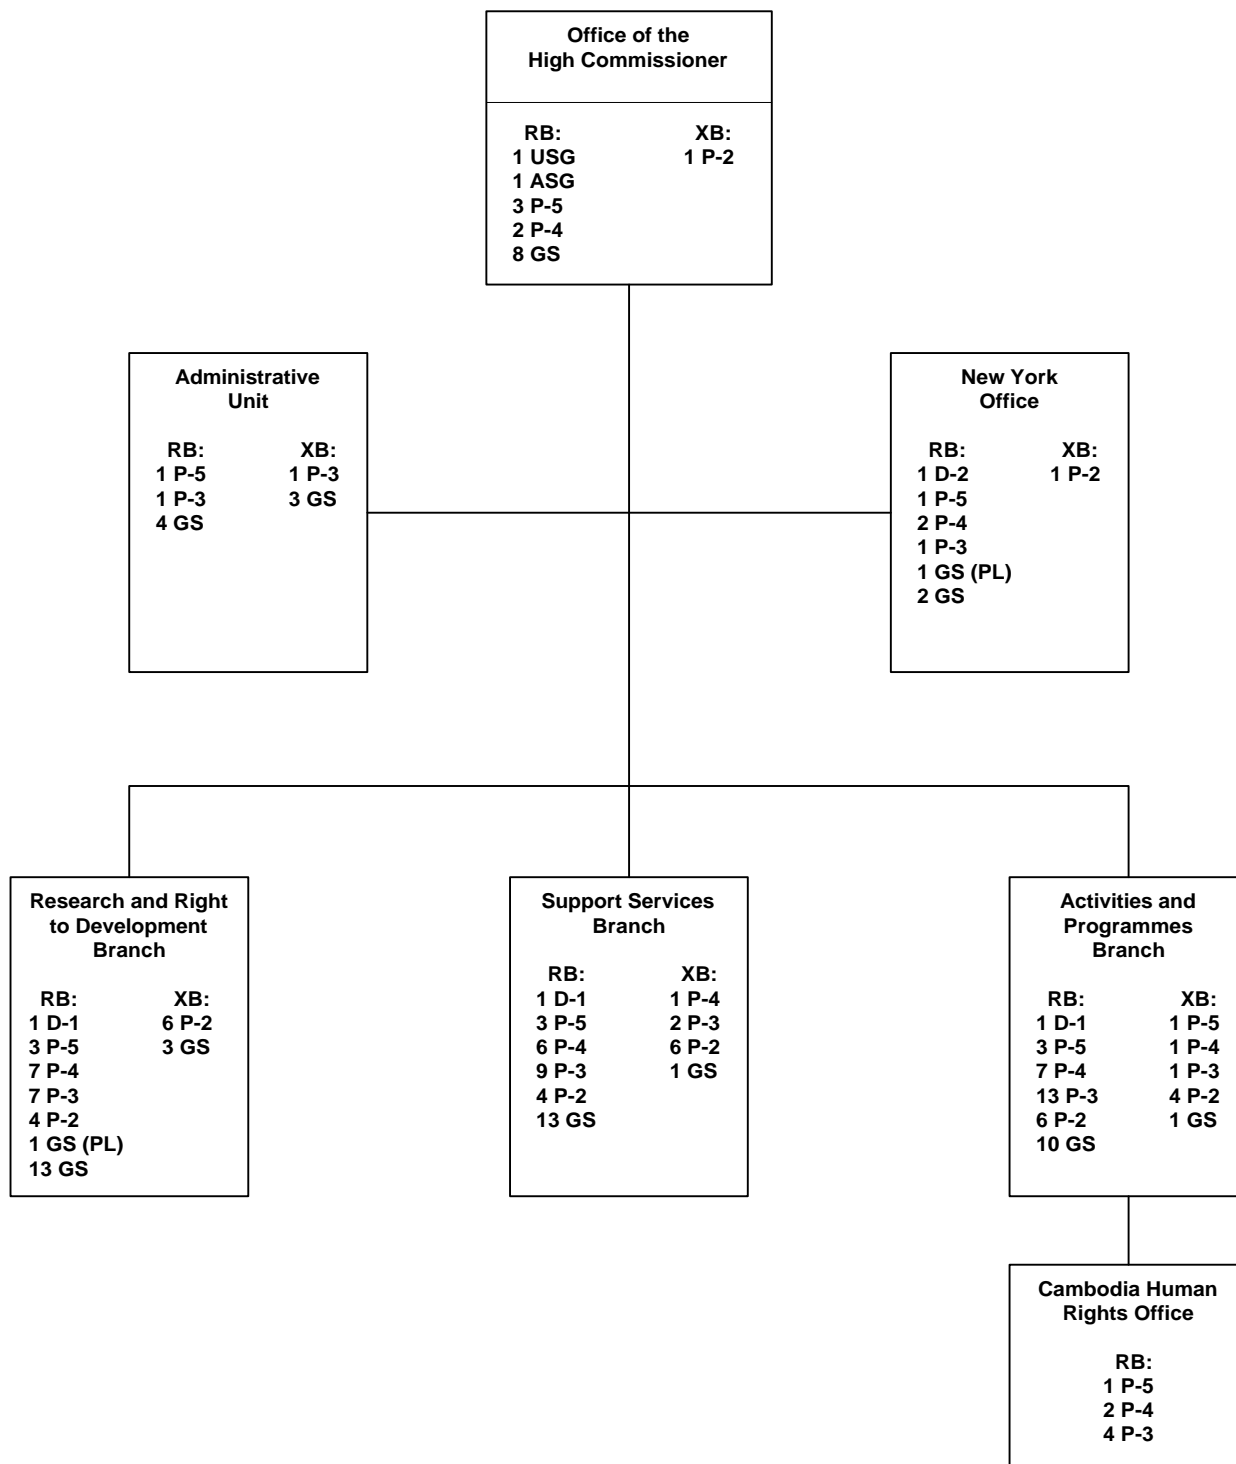 Office of the
High Commissioner
RB: XB:
1 USG 1 P-2
1 ASG
3 P-5
2 P-4
8 GS
Administrative
Unit
RB: XB:
1 P-5 1 P-3
1 P-3 3 GS
4 GS
New York
Office
RB: XB:
1 D-2 1 P-2
1 P-5
2 P-4
1 P-3
1 GS (PL)
2 GS
Research and Right
to Development
Branch
RB: XB:
1 D-1 6 P-2
3 P-5 3 GS
7 P-4
7 P-3
4 P-2
1 GS (PL)
13 GS
Support Services
Branch
RB: XB:
1 D-1 1 P-4
3 P-5 2 P-3
6 P-4 6 P-2
9 P-3 1 GS
4 P-2
13 GS
Activities and
Programmes
Branch
RB: XB:
1 D-1 1 P-5
3 P-5 1 P-4
7 P-4 1 P-3
13 P-3 4 P-2
6 P-2 1 GS
10 GS
Cambodia Human
Rights Office
RB:
1 P-5
2 P-4
4 P-3